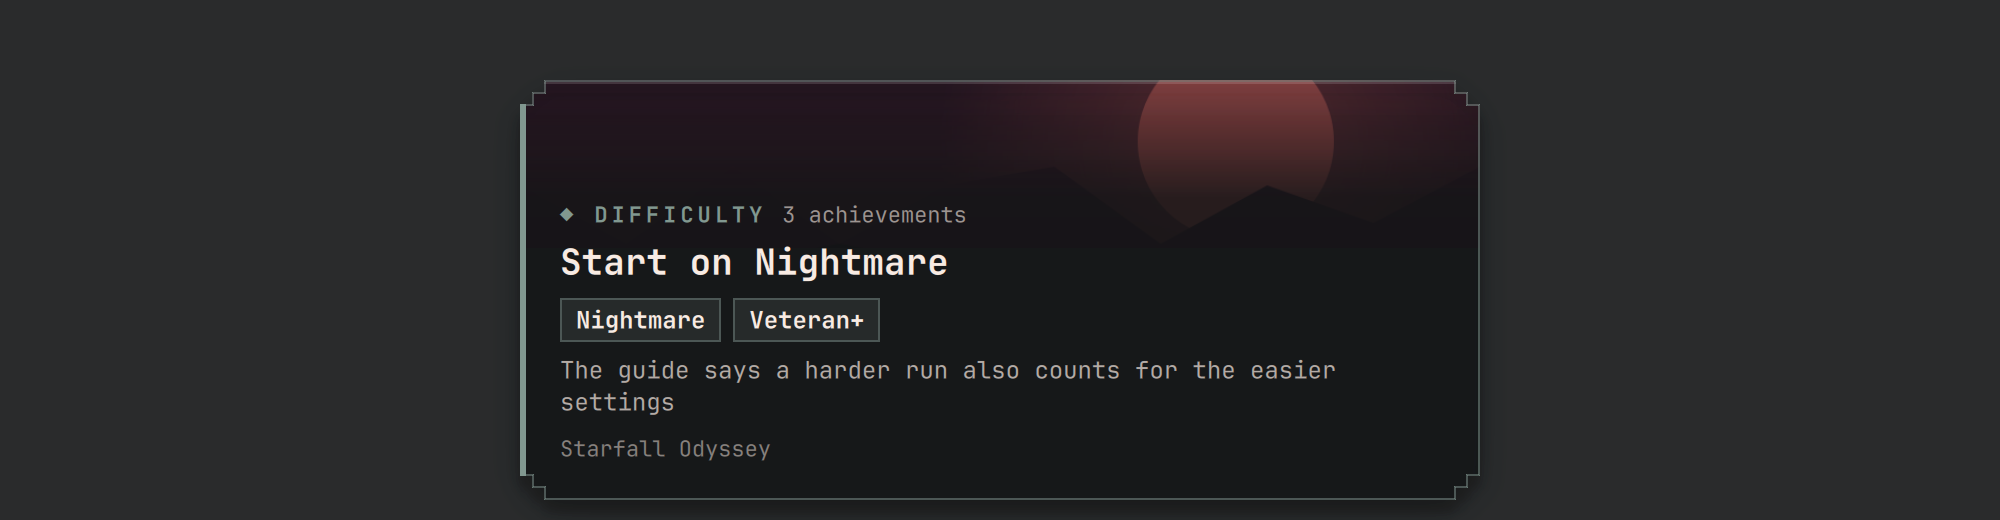 ◆ DIFFICULTY 3 achievements
Start on Nightmare
Nightmare Veteran+
The guide says a harder run also counts for the easier
settings
Starfall Odyssey